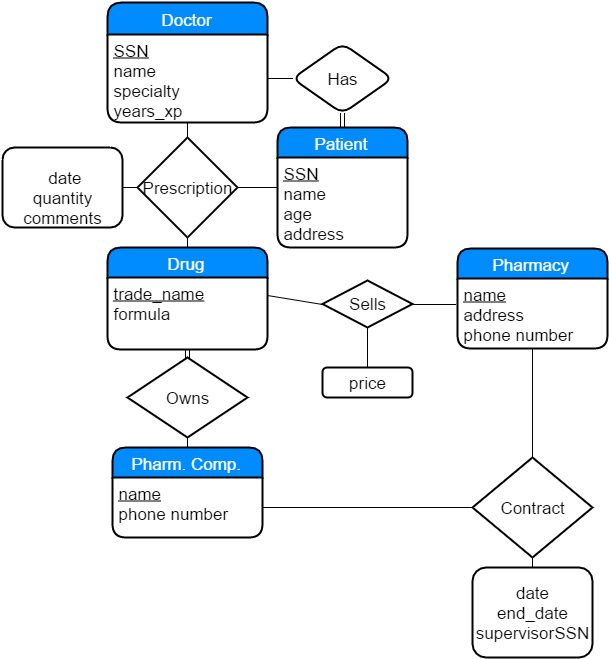 Doctor
SSN
name
specialty
years_xp
Has
Patient
SSN
name
age
address
Prescription
date
quantity
comments
Drug
trade_name
formula
Sells
price
Pharmacy
name
address
phone number
Owns
Pharm. Comp.
name
phone number
Contract
date
end_date
supervisorSSN